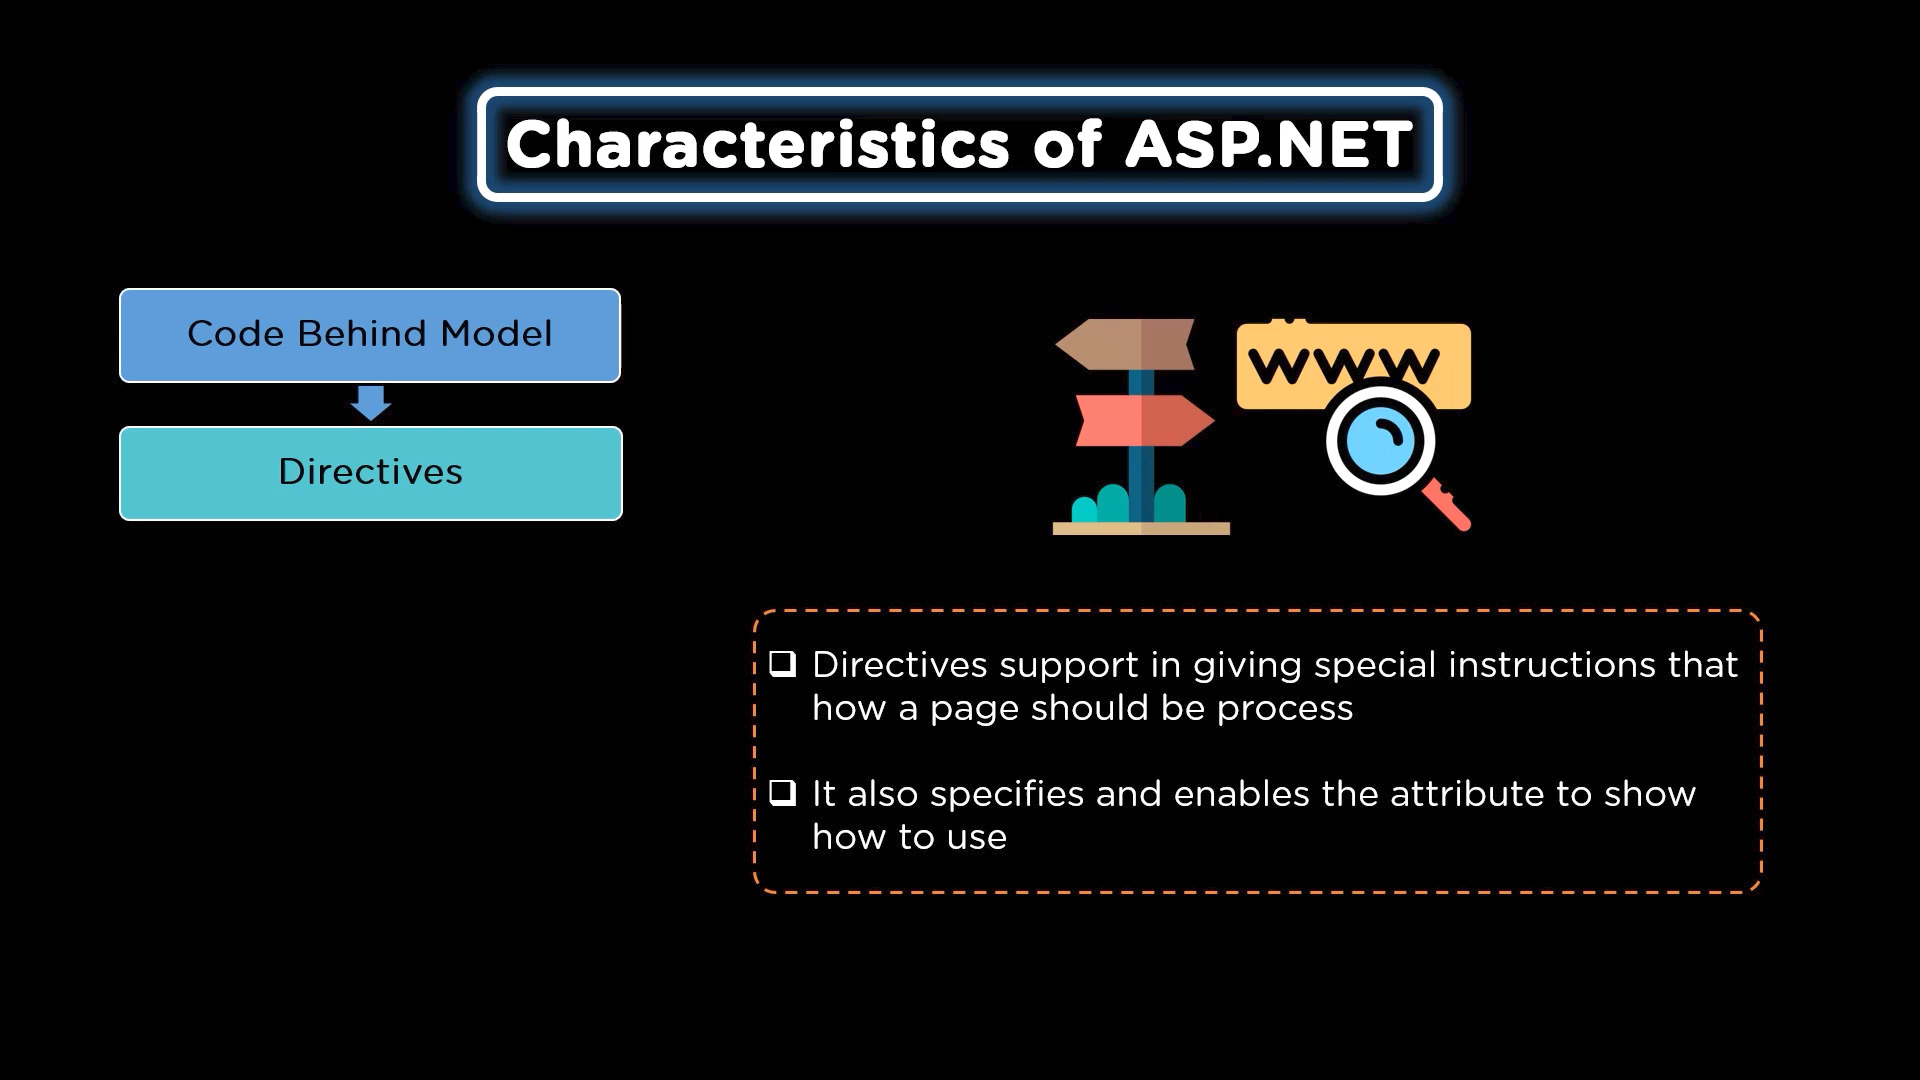 Characteristics of ASP.NET
Code Behind Model
Directives
www
Directives support in giving special instructions that
how a page should be process
It also specifies and enables the attribute to show
how to use